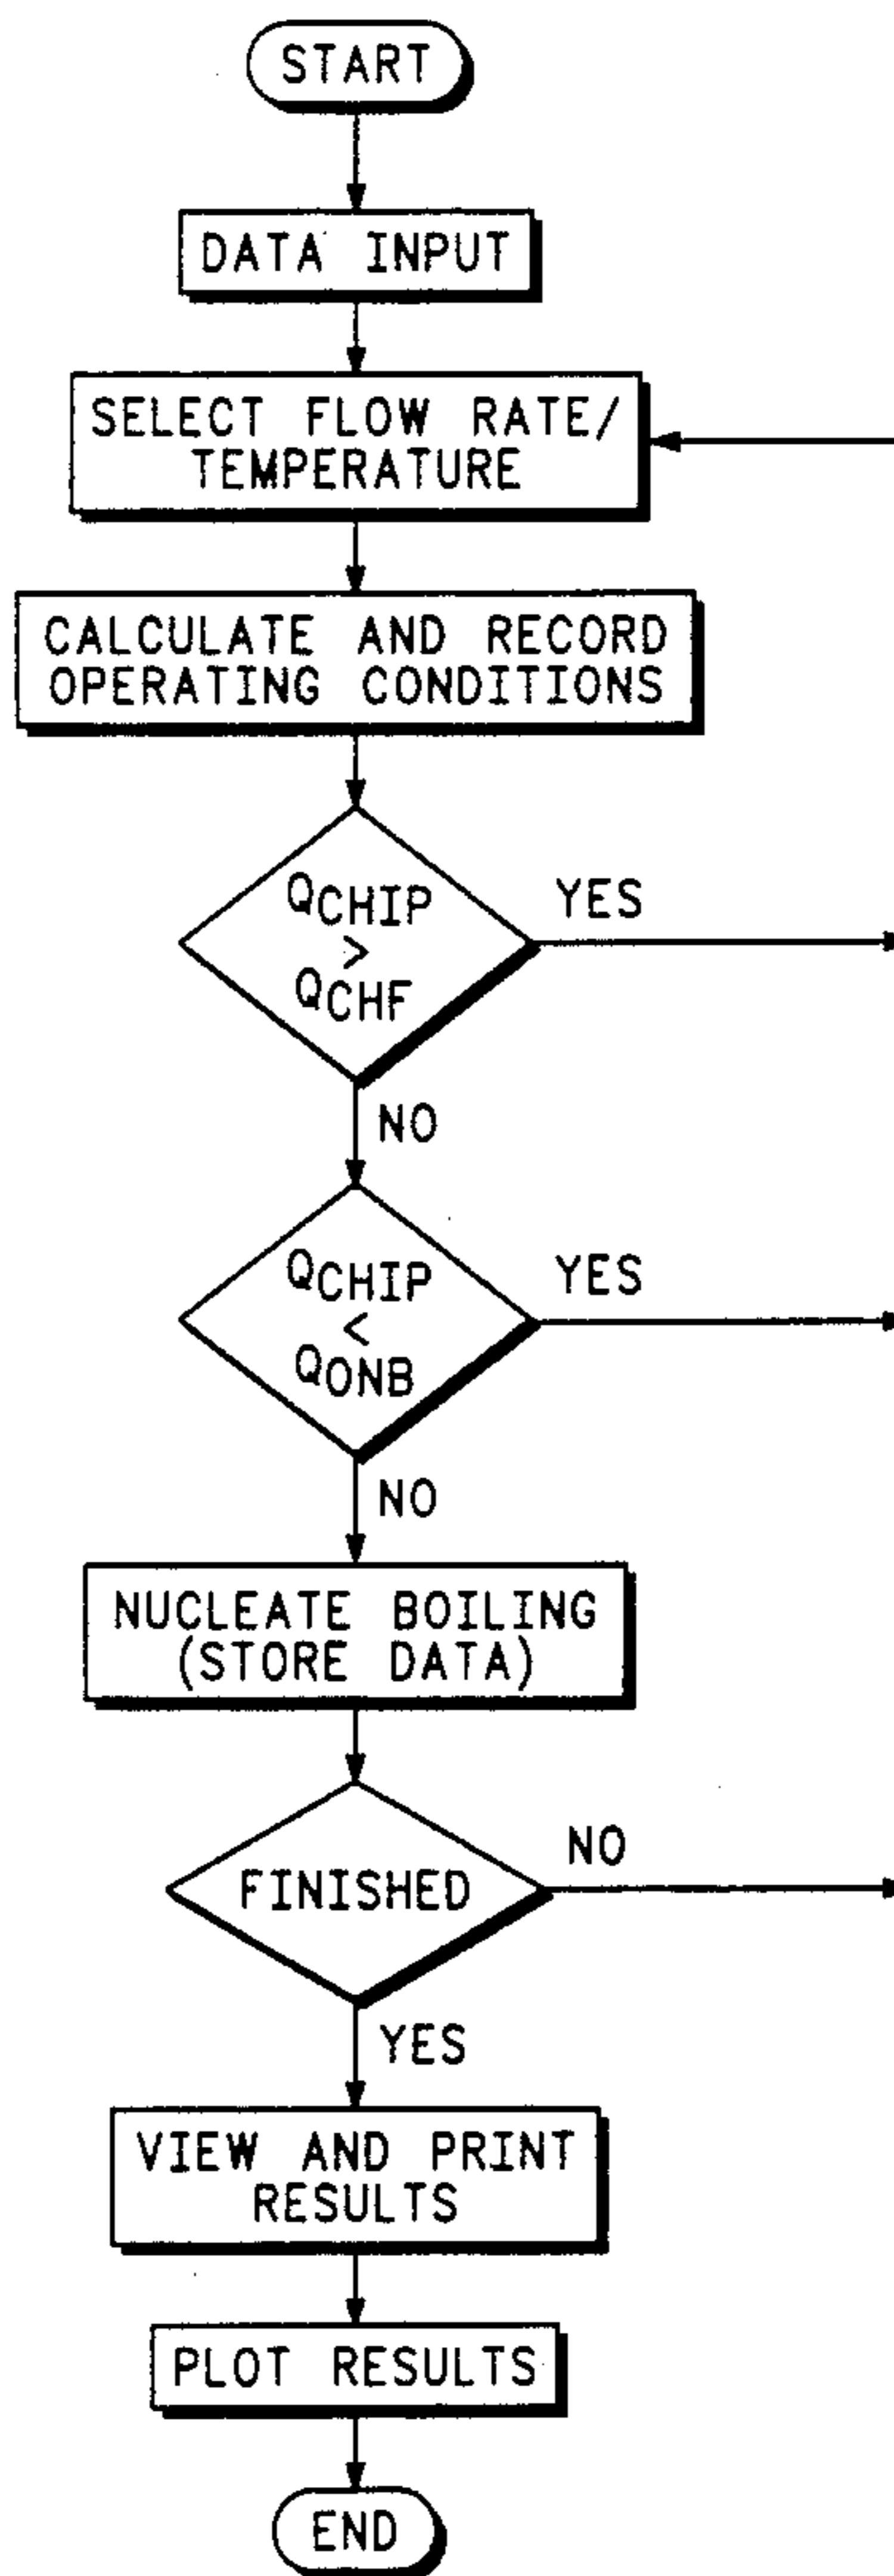 START
DATA INPUT
SELECT FLOW RATE/
TEMPERATURE
CALCULATE AND RECORD
OPERATING CONDITIONS
QCHIP
>
QCHF
YES
NO
QCHIP
<
QONB
YES
NO
NUCLEATE BOILING
(STORE DATA)
FINISHED
NO
YES
VIEW AND PRINT
RESULTS
PLOT RESULTS
END